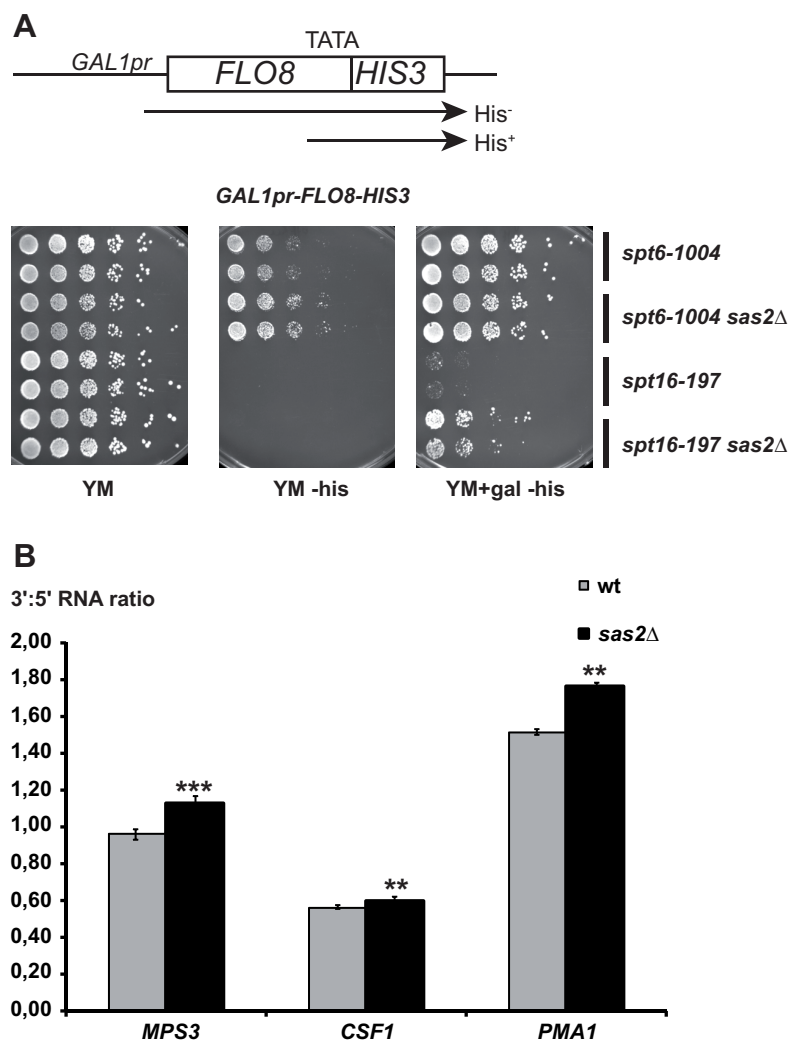 A
TATA
GAL1pr
FLO8
HIS3
His-
His+
GAL1pr-FLO8-HIS3
spt6-1004
spt6-1004 sas2Δ
spt16-197
spt16-197 sas2Δ
YM
YM -his
YM+gal -his
B
3':5' RNA ratio
wt
sas2Δ
2,00
1,80
1,60
1,40
1,20
1,00
0,80
0,60
0,40
0,20
0,00
***
**
**
MPS3
CSF1
PMA1